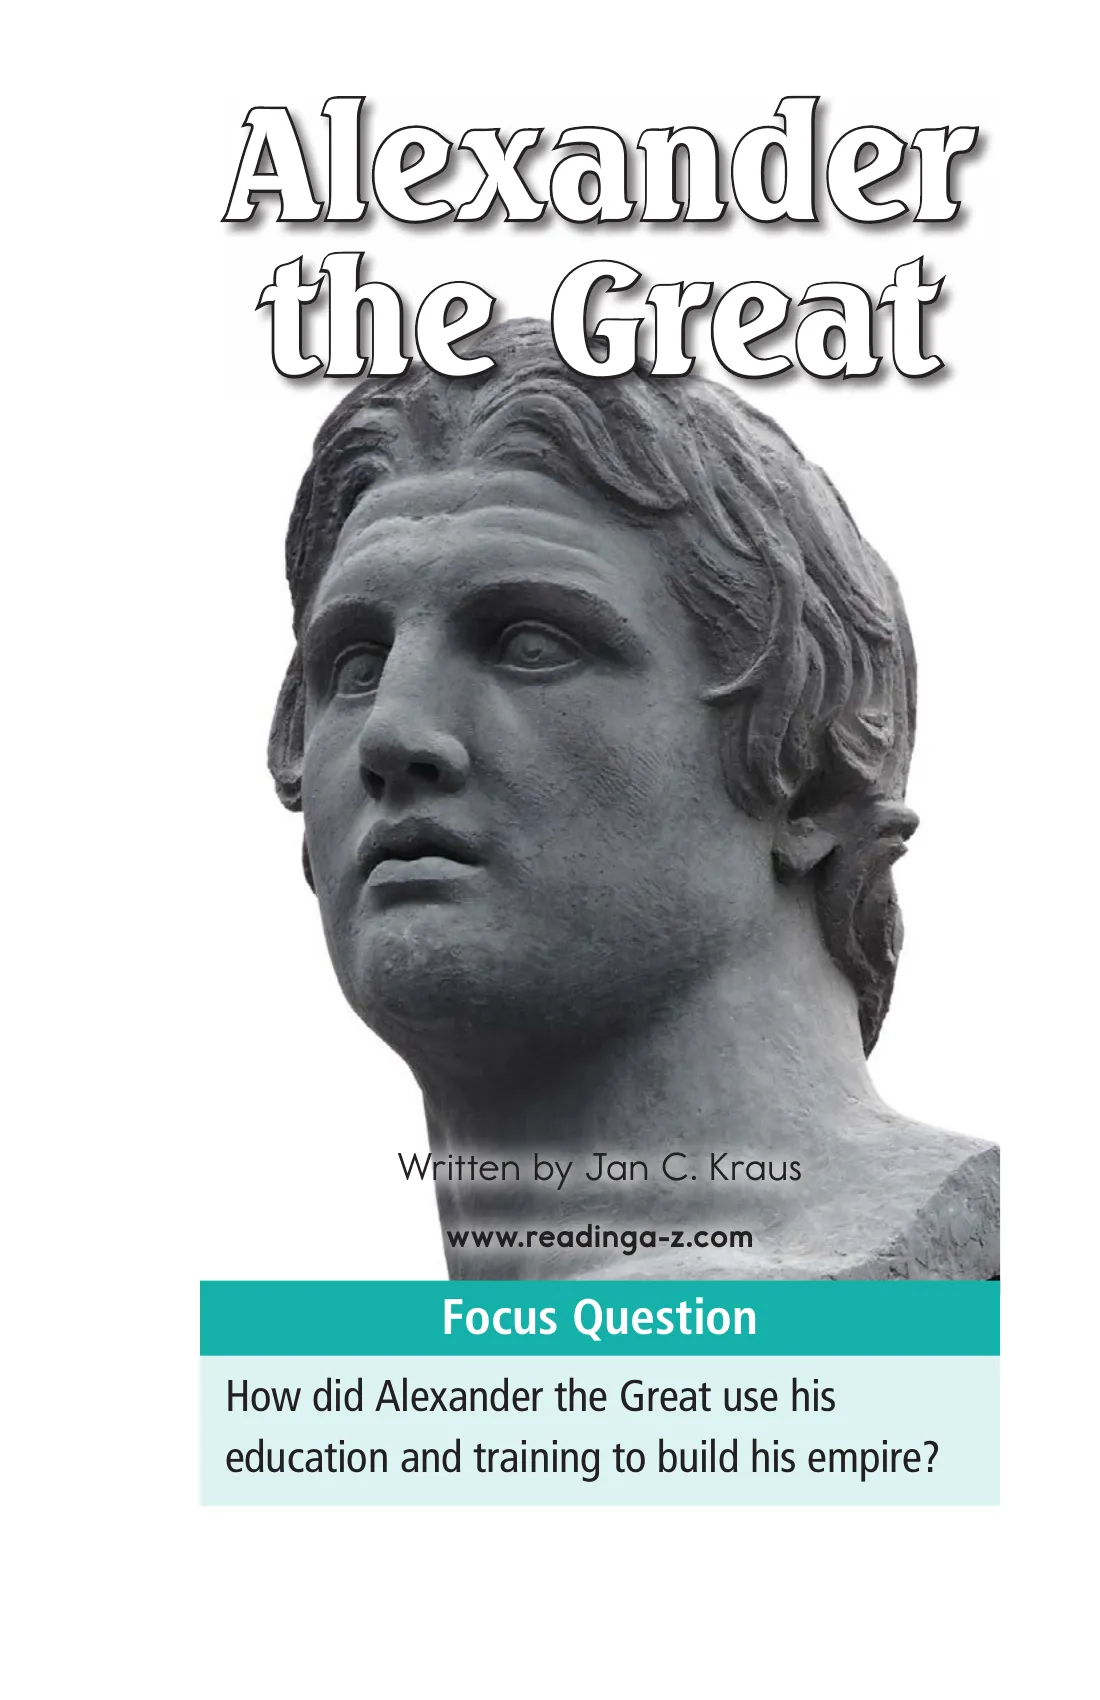 Alexander
the Great
Written by Jan C. Kraus
www.readinga-z.com
Focus Question
How did Alexander the Great use his
education and training to build his empire?